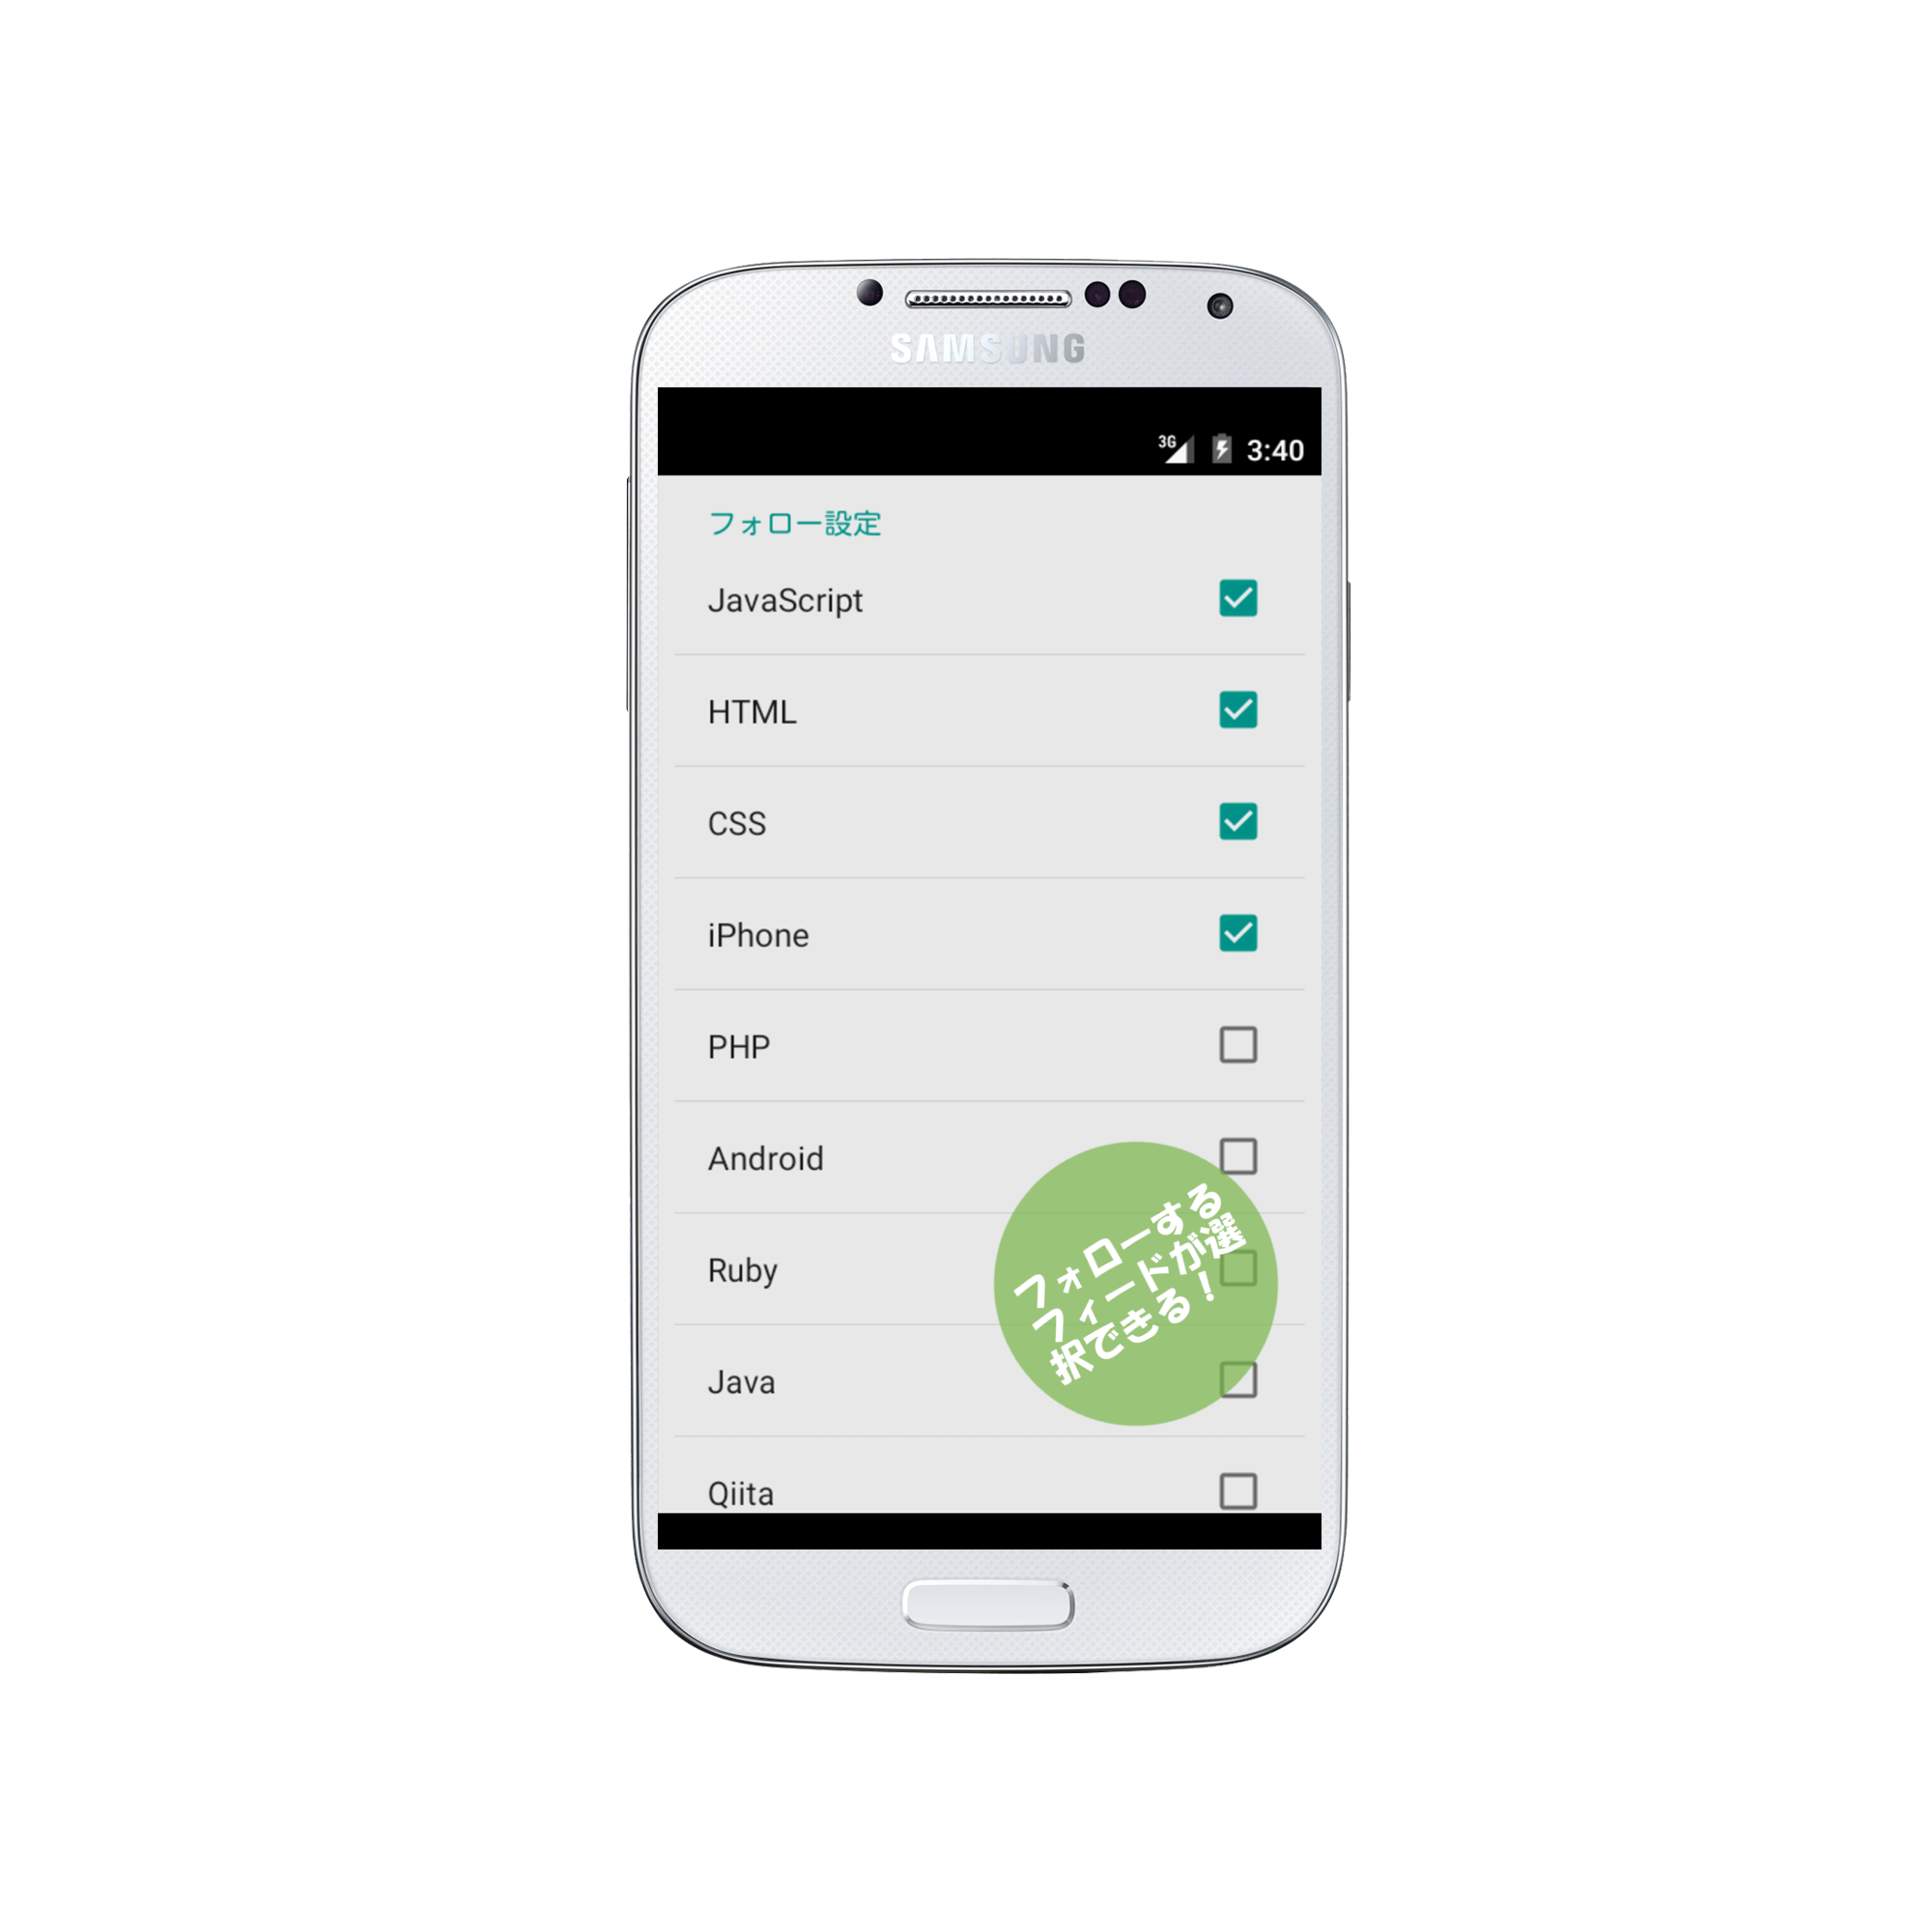 SAMSUNG
3G 3:40
フォロー設定
JavaScript
HTML
CSS
iPhone
PHP
Android
フォローする
フィードが選
択できる！
Ruby
Java
Qiita